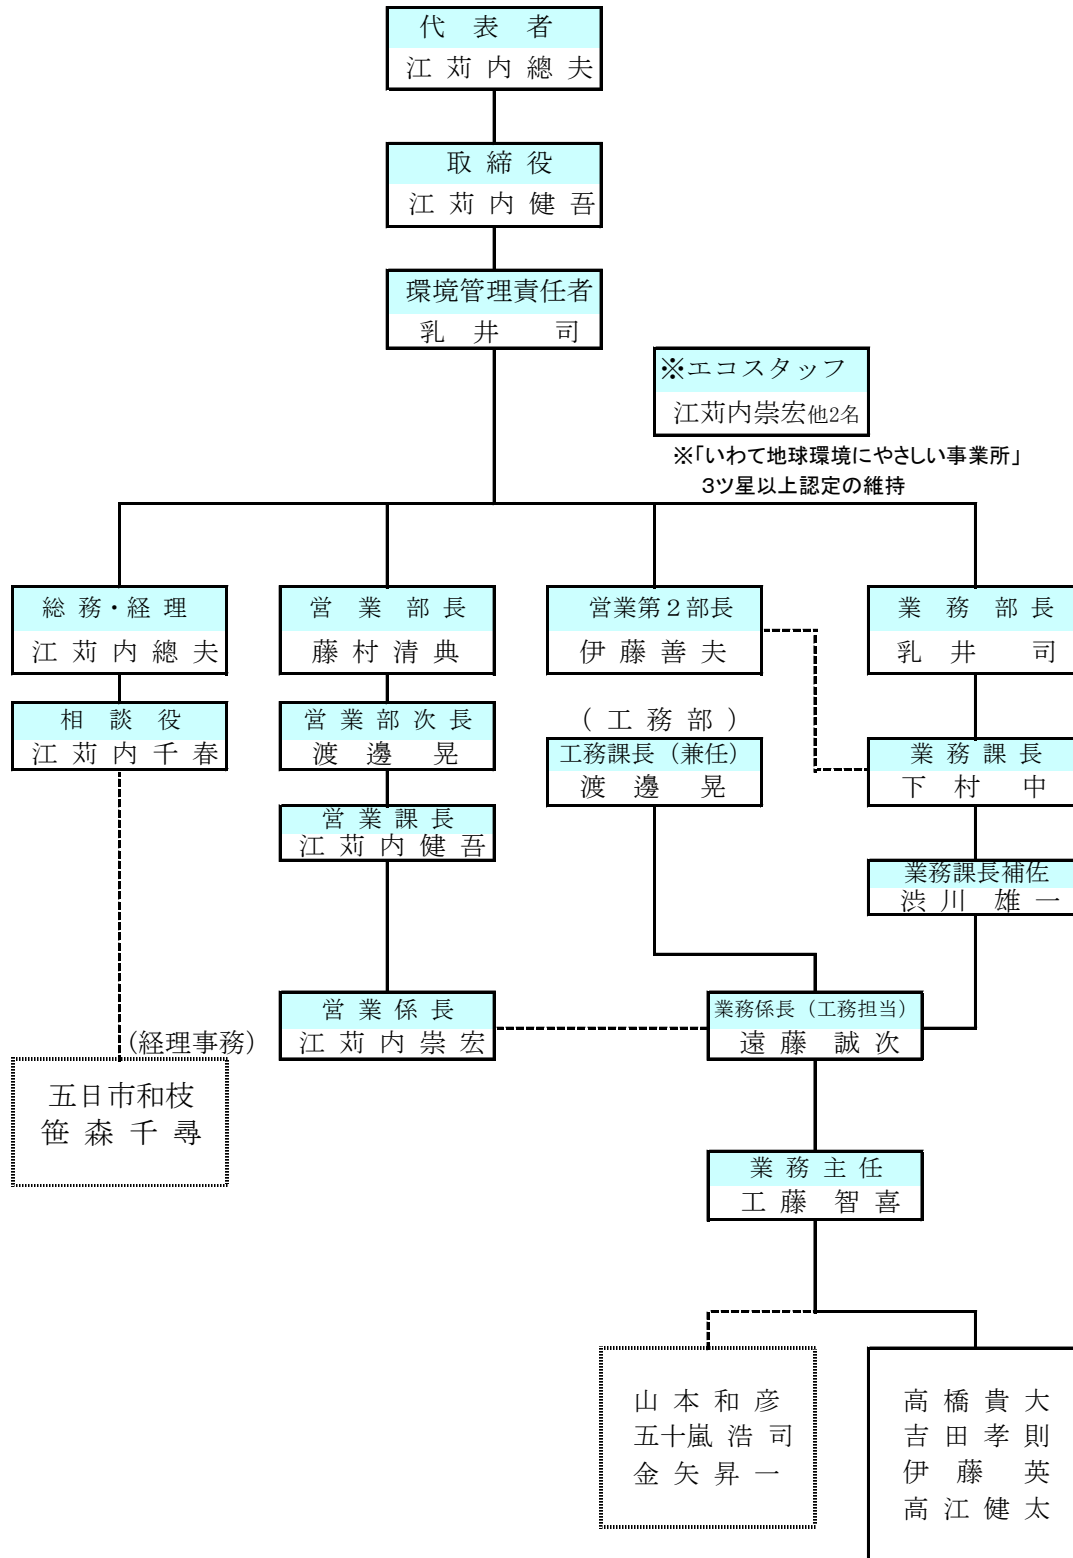 代表者
江苅内總夫
取締役
江苅内健吾
環境管理責任者
乳井 司
※エコスタッフ
江苅内崇宏他2名
※「いわて地球環境にやさしい事業所」
3ツ星以上認定の維持
総務・経理
江苅内總夫
相談役
江苅内千春
(経理事務)
五日市和枝
笹森千尋
営業部長
藤村清典
営業部次長
渡邊晃
営業課長
江苅内健吾
営業係長
江苅内崇宏
営業第2部長
伊藤善夫
(工務部)
工務課長(兼任)
渡邊晃
業務部長
乳井 司
業務課長
下村中
業務課長補佐
渋川雄一
業務係長(工務担当)
遠藤誠次
業務主任
工藤智喜
山本和彦
五十嵐浩司
金矢昇一
高橋貴大
吉田孝則
伊藤英
高江健太